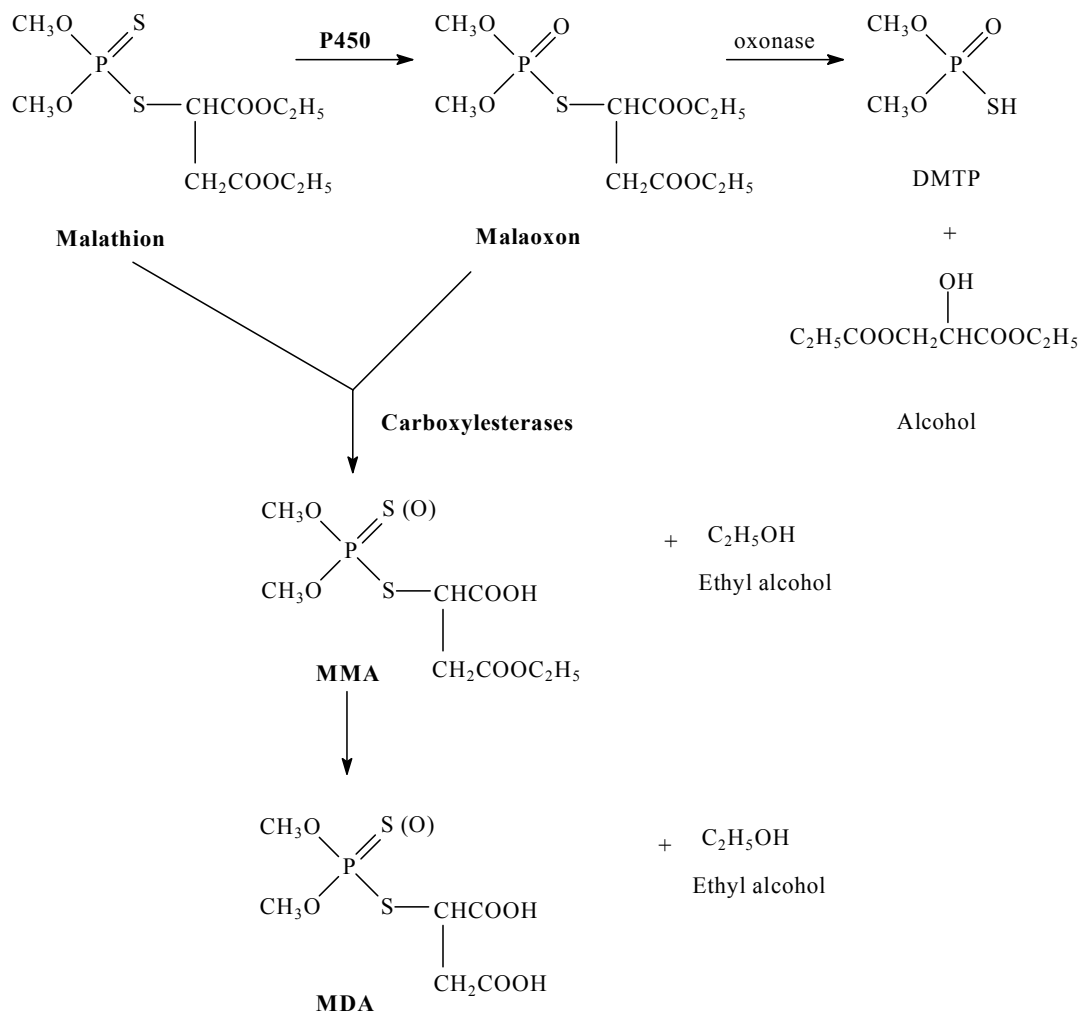 CH₃O S P450 CH₃O O oxonase CH₃O O
P P P
CH₃O S CHCOOC₂H₅ CH₃O S CHCOOC₂H₅ CH₃O SH
CH₂COOC₂H₅ CH₂COOC₂H₅ DMTP
Malathion Malaoxon +
OH
C₂H₅COOCH₂CHCOOC₂H₅
Carboxylesterases Alcohol
CH₃O S (O)
P + C₂H₅OH
CH₃O S CHCOOH Ethyl alcohol
MMA CH₂COOC₂H₅
CH₃O S (O)
P + C₂H₅OH
CH₃O S CHCOOH Ethyl alcohol
CH₂COOH
MDA